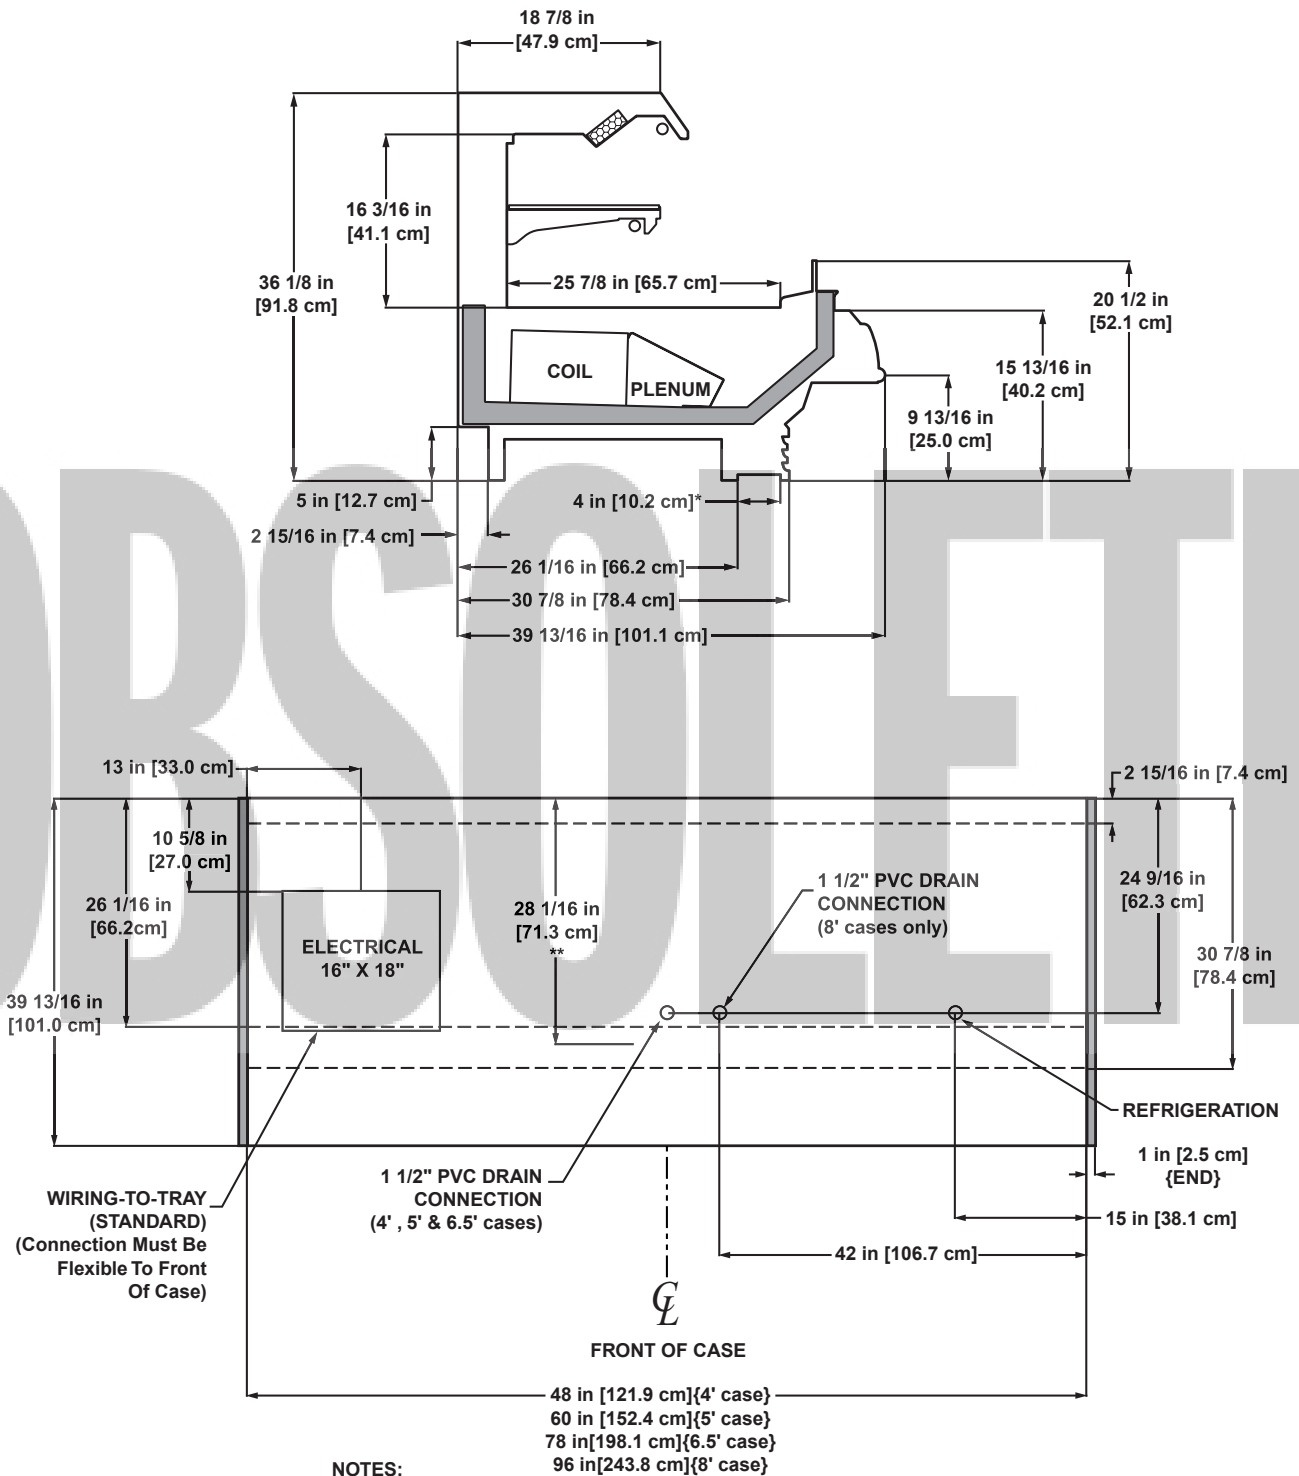 18 7/8 in
[47.9 cm]
16 3/16 in
[41.1 cm]
36 1/8 in
[91.8 cm]
25 7/8 in [65.7 cm]
20 1/2 in
[52.1 cm]
15 13/16 in
[40.2 cm]
COIL
PLENUM
9 13/16 in
[25.0 cm]
5 in [12.7 cm]
4 in [10.2 cm]*
2 15/16 in [7.4 cm]
26 1/16 in [66.2 cm]
30 7/8 in [78.4 cm]
39 13/16 in [101.1 cm]
OBSOLETE
13 in [33.0 cm]
2 15/16 in [7.4 cm]
10 5/8 in
[27.0 cm]
26 1/16 in
[66.2cm]
28 1/16 in
[71.3 cm]
**
1 1/2" PVC DRAIN
CONNECTION
(8' cases only)
24 9/16 in
[62.3 cm]
ELECTRICAL
16" X 18"
30 7/8 in
[78.4 cm]
39 13/16 in
[101.0 cm]
REFRIGERATION
1 in [2.5 cm]
{END}
1 1/2" PVC DRAIN
CONNECTION
(4' , 5' & 6.5' cases)
WIRING-TO-TRAY
(STANDARD)
(Connection Must Be
Flexible To Front
Of Case)
15 in [38.1 cm]
42 in [106.7 cm]
CL
FRONT OF CASE
48 in [121.9 cm]{4' case}
60 in [152.4 cm]{5' case}
78 in[198.1 cm]{6.5' case}
96 in[243.8 cm]{8' case}
NOTES: